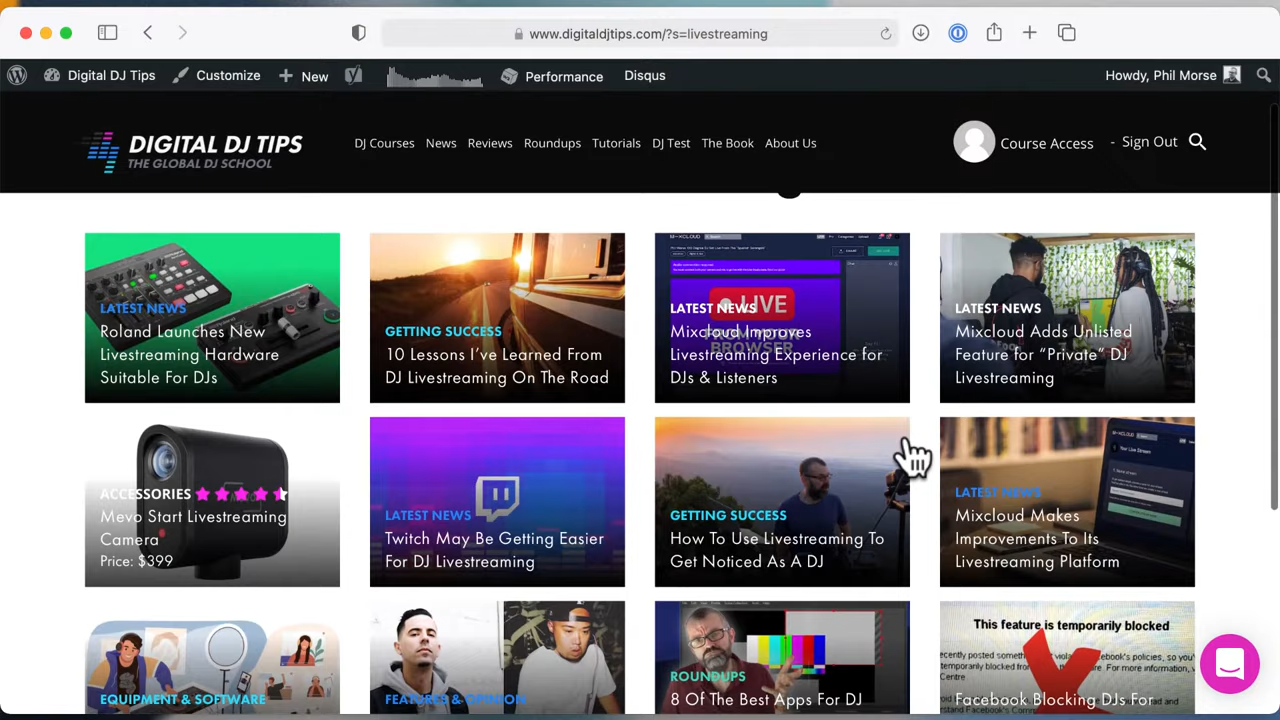 www.digitaldjtips.com/?s=livestreaming
Digital DJ Tips
Customize
New
Performance
Disqus
Howdy, Phil Morse
DIGITAL DJ TIPS
THE GLOBAL DJ SCHOOL
DJ Courses
News
Reviews
Roundups
Tutorials
DJ Test
The Book
About Us
Course Access
- Sign Out
LATEST NEWS
Roland Launches New
Livestreaming Hardware
Suitable For DJs
GETTING SUCCESS
10 Lessons I've Learned From
DJ Livestreaming On The Road
LIVE
BROWSER
LATEST NEWS
Mixcloud Improves
Livestreaming Experience for
DJs & Listeners
LATEST NEWS
Mixcloud Adds Unlisted
Feature for “Private” DJ
Livestreaming
ACCESSORIES
Mevo Start Livestreaming
Camera
Price: $399
LATEST NEWS
Twitch May Be Getting Easier
For DJ Livestreaming
GETTING SUCCESS
How To Use Livestreaming To
Get Noticed As A DJ
Your Live Stream
LATEST NEWS
Mixcloud Makes
Improvements To Its
Livestreaming Platform
EQUIPMENT & SOFTWARE
FEATURES & OPINION
ROUNDUPS
8 Of The Best Apps For DJ
This feature is temporarily blocked
Facebook Blocking DJs For